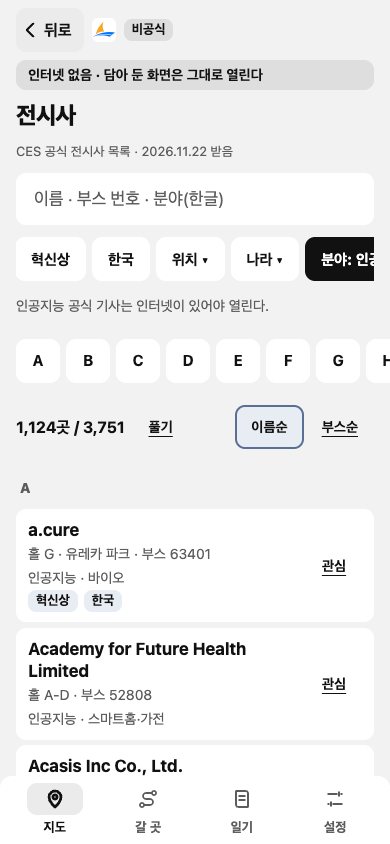 뒤로
비공식
인터넷 없음 · 담아 둔 화면은 그대로 열린다
전시사
CES 공식 전시사 목록 · 2026.11.22 받음
이름 · 부스 번호 · 분야(한글)
혁신상 한국 위치 ▾ 나라 ▾ 분야: 인공
인공지능 공식 기사는 인터넷이 있어야 열린다.
A B C D E F G H
1,124곳 / 3,751 풀기 이름순 부스순
A
a.cure
홀 G · 유레카 파크 · 부스 63401
인공지능 · 바이오
혁신상 한국
관심
Academy for Future Health
Limited
홀 A-D · 부스 52808
인공지능 · 스마트홈·가전
관심
Acasis Inc Co., Ltd.
지도 갈 곳 일기 설정